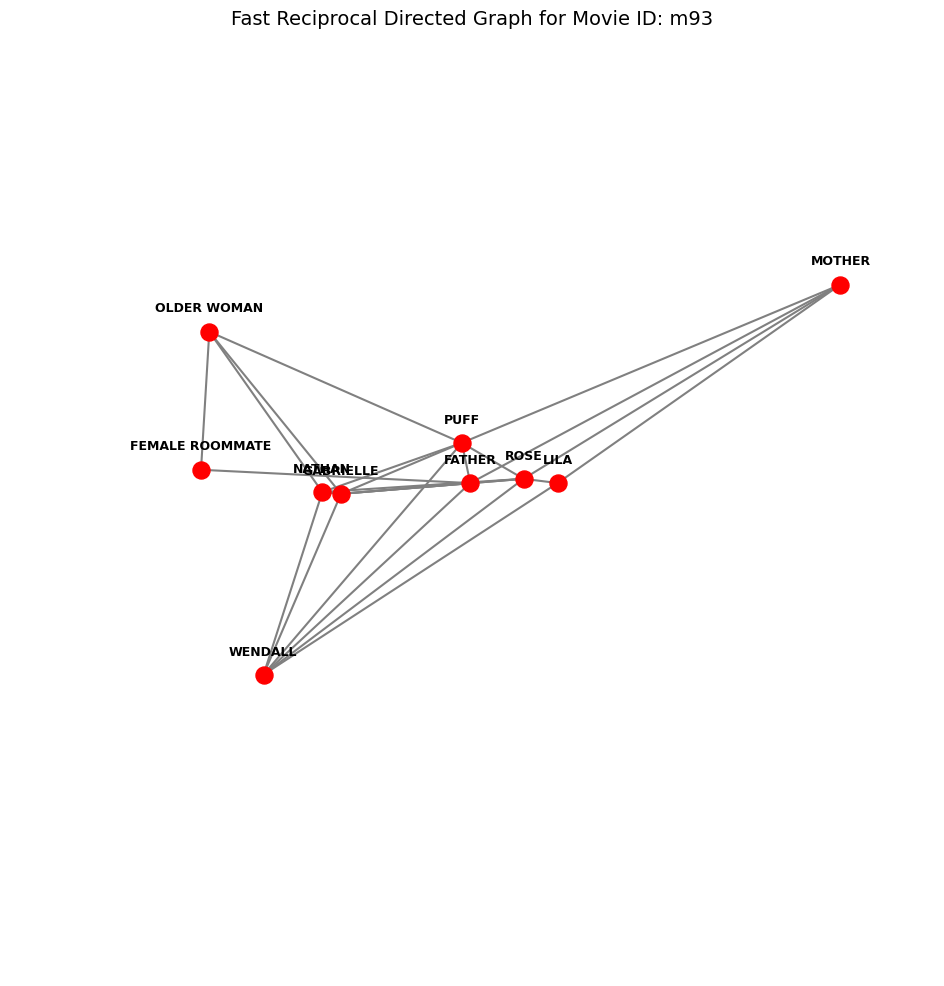 Fast Reciprocal Directed Graph for Movie ID: m93
MOTHER
OLDER WOMAN
PUFF
FEMALE ROOMMATE
ROSE
FATHER
LILA
NATHAN
GABRIELLE
WENDALL